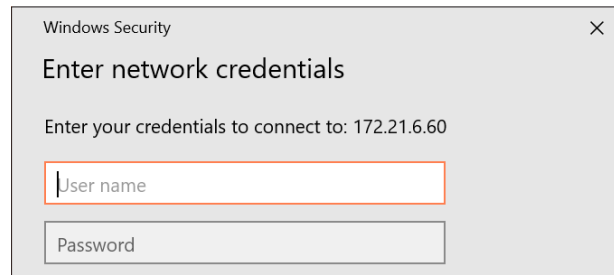 Windows Security
Enter network credentials
Enter your credentials to connect to: 172.21.6.60
User name
Password